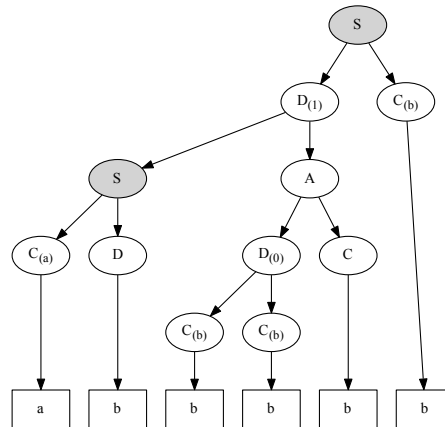 S
D(1) C(b)
S A
C(a) D D(0) C
C(b) C(b)
a b b b b b